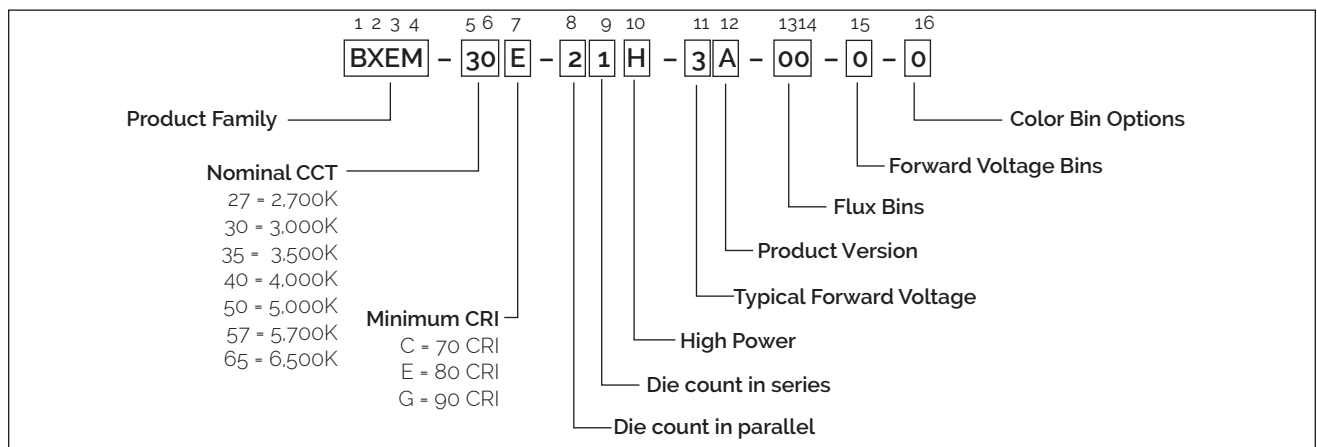 1 2 3 4 5 6 7 8 9 10 11 12 1314 15 16
BXEM – 30 E – 2 1 H – 3 A – 00 – 0 – 0
Product Family
Color Bin Options
Nominal CCT
27 = 2,700K
30 = 3,000K
35 = 3,500K
40 = 4,000K
50 = 5,000K
57 = 5,700K
65 = 6,500K
Forward Voltage Bins
Flux Bins
Product Version
Typical Forward Voltage
Minimum CRI
C = 70 CRI
E = 80 CRI
G = 90 CRI
High Power
Die count in series
Die count in parallel